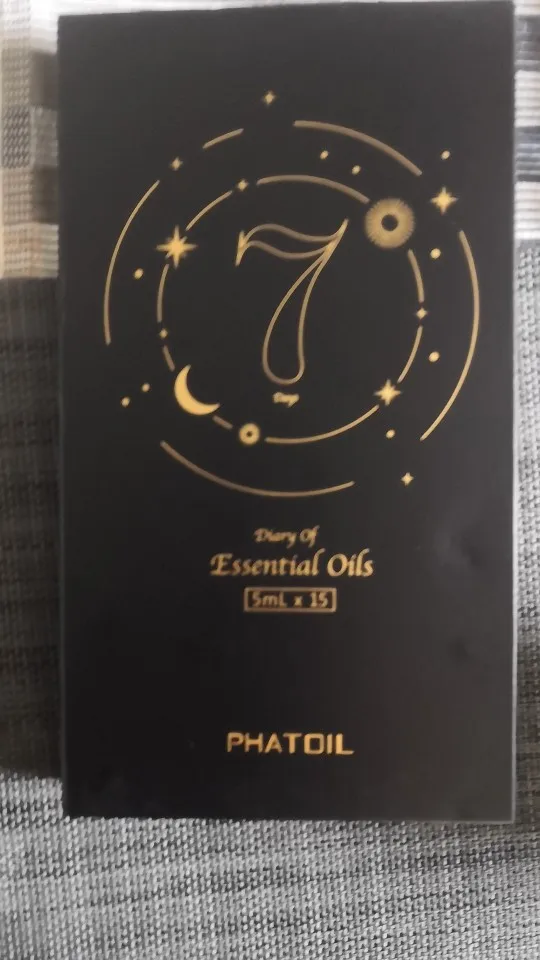 7
Days
Diary Of
Essential Oils
5mL x 15
PHATOIL